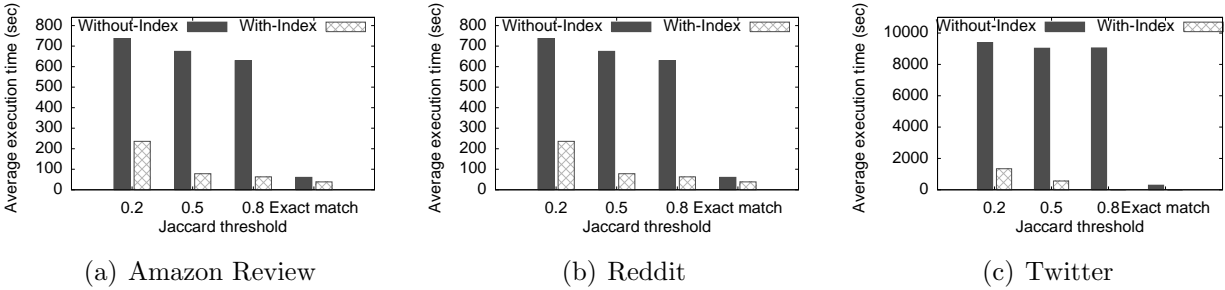 Average execution time (sec)
800
700
600
500
400
300
200
100
0
Without-Index
With-Index
0.2 0.5 0.8 Exact match
Jaccard threshold
(a) Amazon Review
Average execution time (sec)
800
700
600
500
400
300
200
100
0
Without-Index
With-Index
0.2 0.5 0.8 Exact match
Jaccard threshold
(b) Reddit
Average execution time (sec)
10000
8000
6000
4000
2000
0
Without-Index
With-Index
0.2 0.5 0.8 Exact match
Jaccard threshold
(c) Twitter